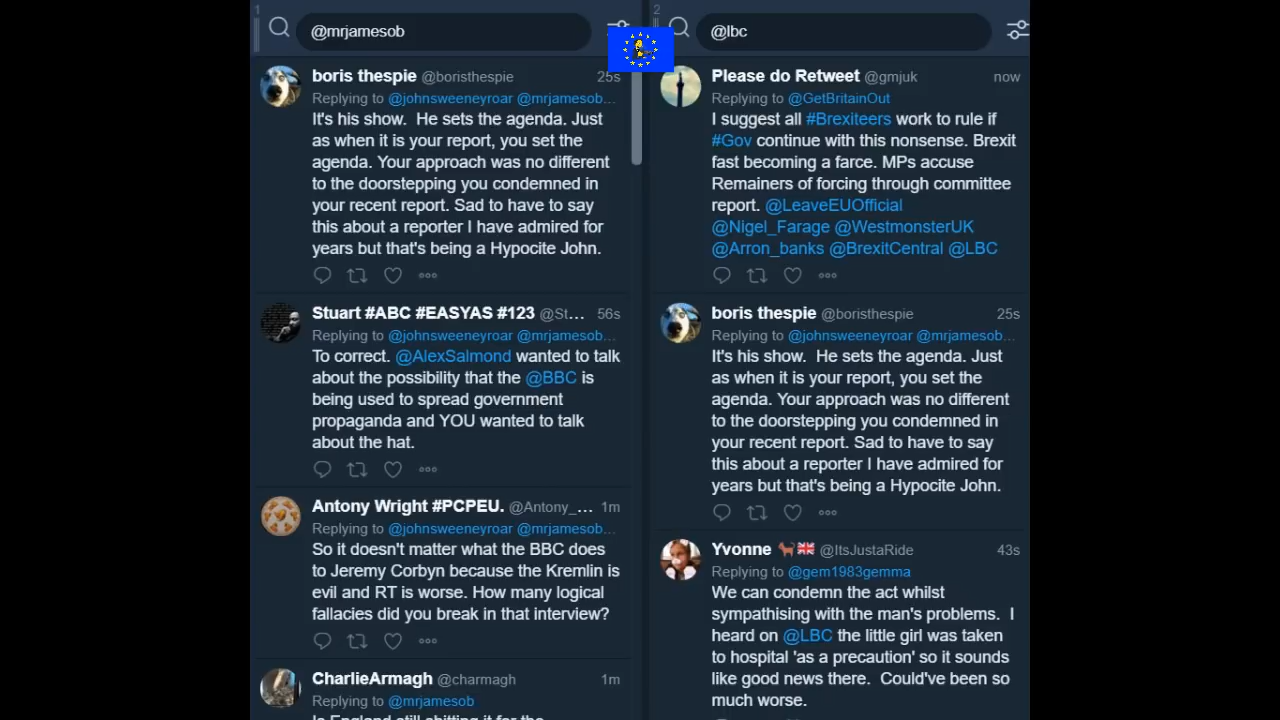 1
@mrjamesob
boris thespie @boristhespie 25s
Replying to @johnsweeneyroar @mrjamesob...
It's his show. He sets the agenda. Just
as when it is your report, you set the
agenda. Your approach was no different
to the doorstepping you condemned in
your recent report. Sad to have to say
this about a reporter I have admired for
years but that's being a Hypocite John.
Stuart #ABC #EASYAS #123 @St... 56s
Replying to @johnsweeneyroar @mrjamesob...
To correct. @AlexSalmond wanted to talk
about the possibility that the @BBC is
being used to spread government
propaganda and YOU wanted to talk
about the hat.
Antony Wright #PCPEU. @Antony_... 1m
Replying to @johnsweeneyroar @mrjamesob...
So it doesn't matter what the BBC does
to Jeremy Corbyn because the Kremlin is
evil and RT is worse. How many logical
fallacies did you break in that interview?
CharlieArmagh @charmagh 1m
Replying to @mrjamesob
Is England still shitting it for the
2
@lbc
Please do Retweet @gmjuk now
Replying to @GetBritainOut
I suggest all #Brexiteers work to rule if
#Gov continue with this nonsense. Brexit
fast becoming a farce. MPs accuse
Remainers of forcing through committee
report. @LeaveEUOfficial
@Nigel_Farage @WestmonsterUK
@Arron_banks @BrexitCentral @LBC
boris thespie @boristhespie 25s
Replying to @johnsweeneyroar @mrjamesob...
It's his show. He sets the agenda. Just
as when it is your report, you set the
agenda. Your approach was no different
to the doorstepping you condemned in
your recent report. Sad to have to say
this about a reporter I have admired for
years but that's being a Hypocite John.
Yvonne @ItsJustaRide 43s
Replying to @gem1983gemma
We can condemn the act whilst
sympathising with the man's problems. I
heard on @LBC the little girl was taken
to hospital 'as a precaution' so it sounds
like good news there. Could've been so
much worse.